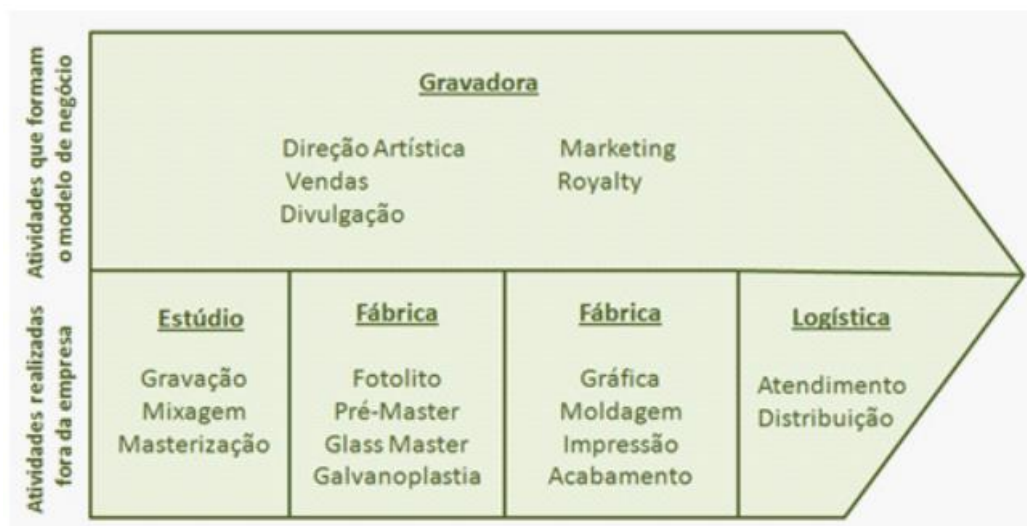 Atividades que formam
o modelo de negócio
Gravadora
Direção Artística
Vendas
Divulgação
Marketing
Royalty
Atividades realizadas
fora da empresa
Estúdio
Gravação
Mixagem
Masterização
Fábrica
Fotolito
Pré-Master
Glass Master
Galvanoplastia
Fábrica
Gráfica
Moldagem
Impressão
Acabamento
Logística
Atendimento
Distribuição